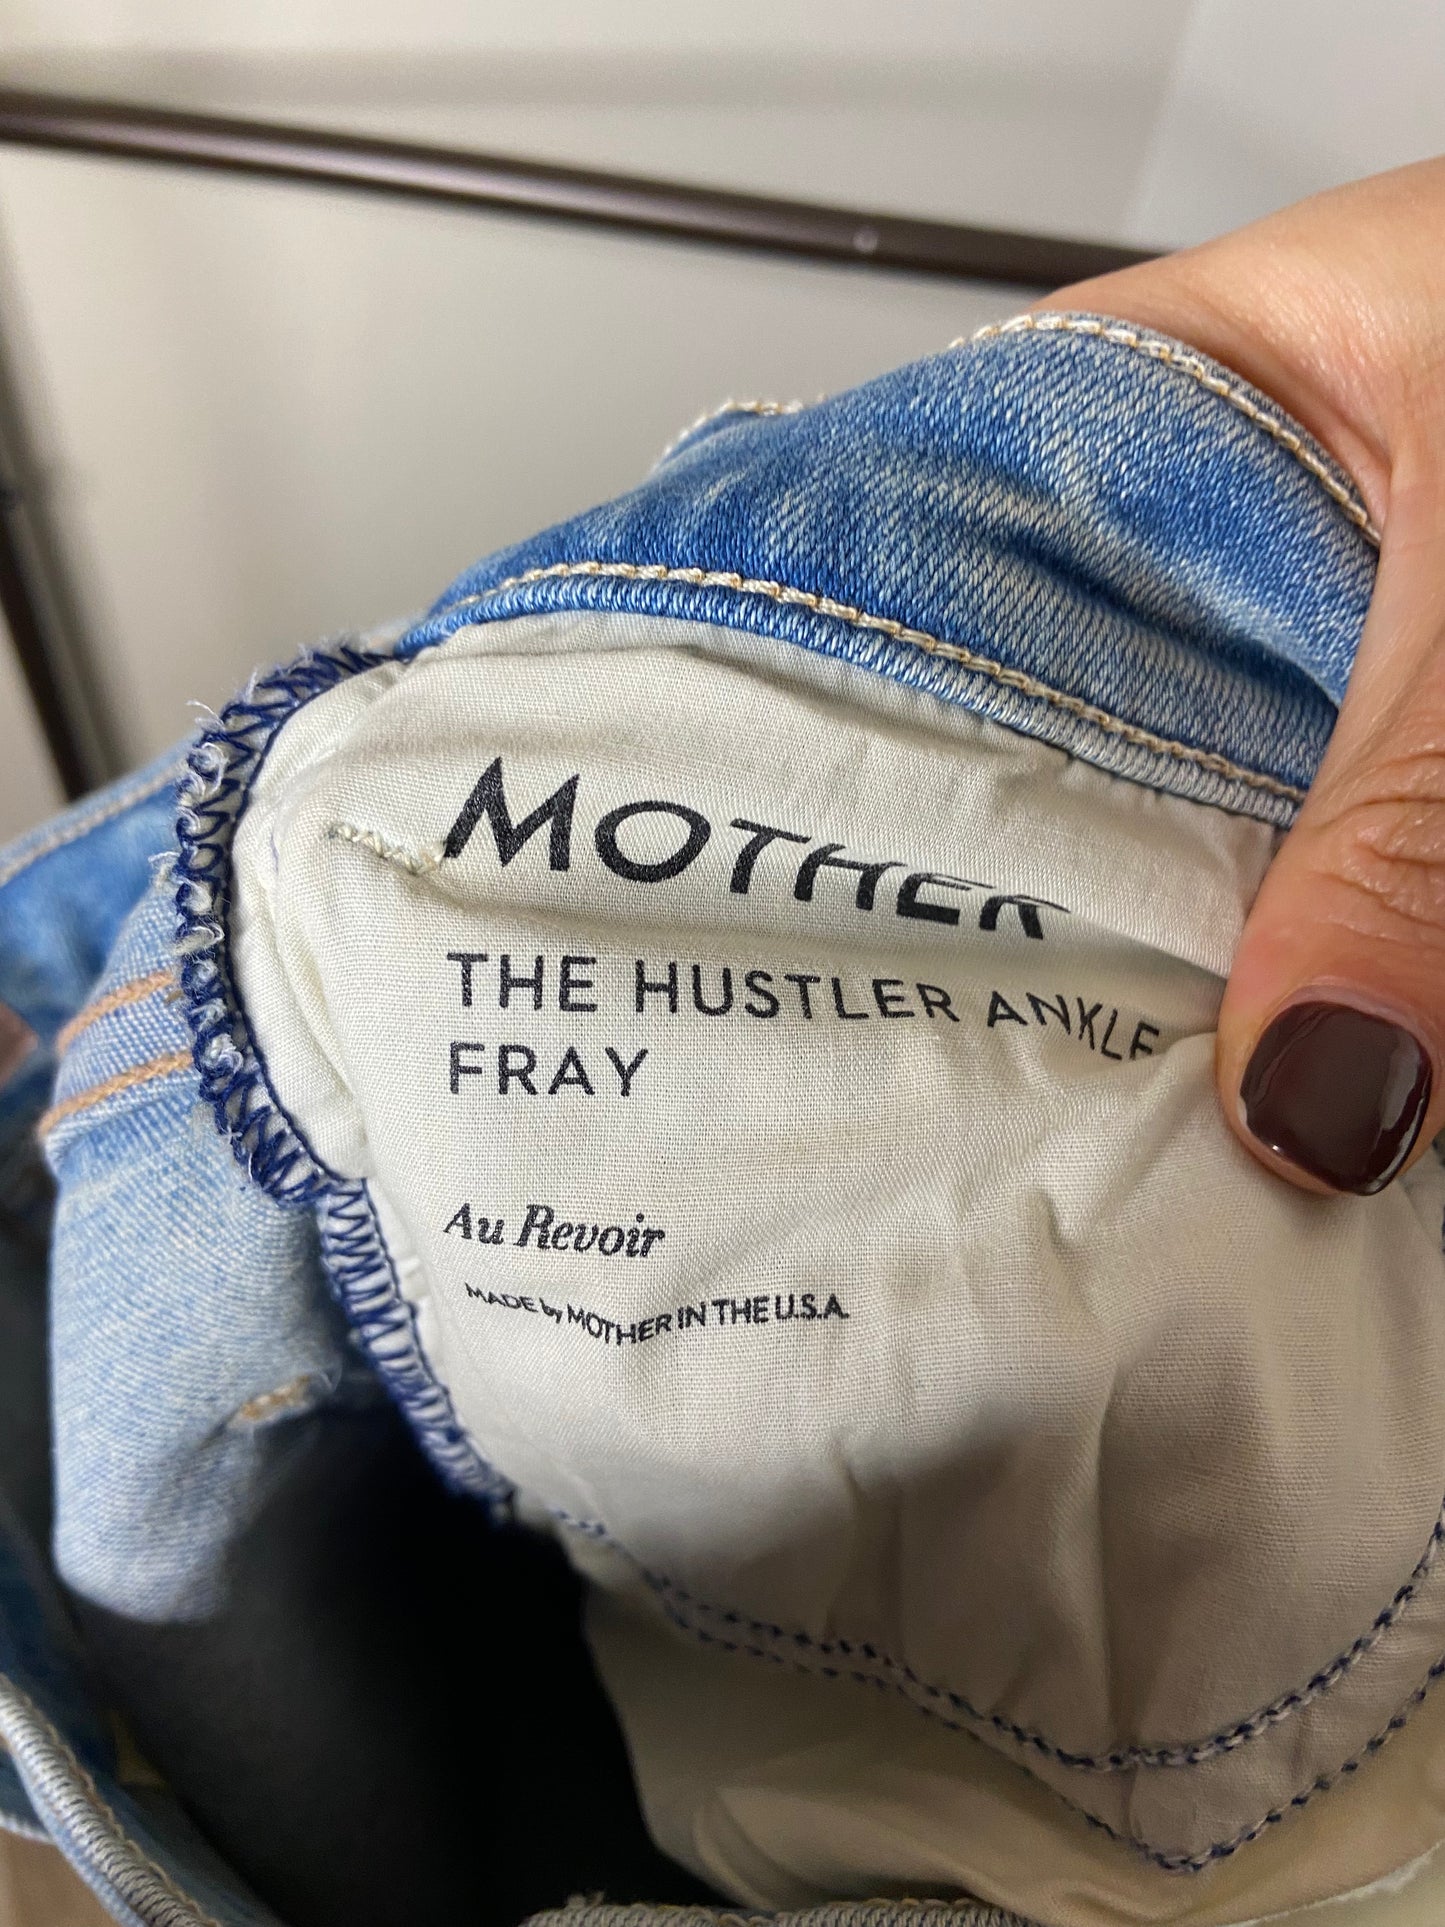 MOTHER
THE HUSTLER ANKLE
FRAY
Au Revoir
MADE by MOTHER IN THE U.S.A.